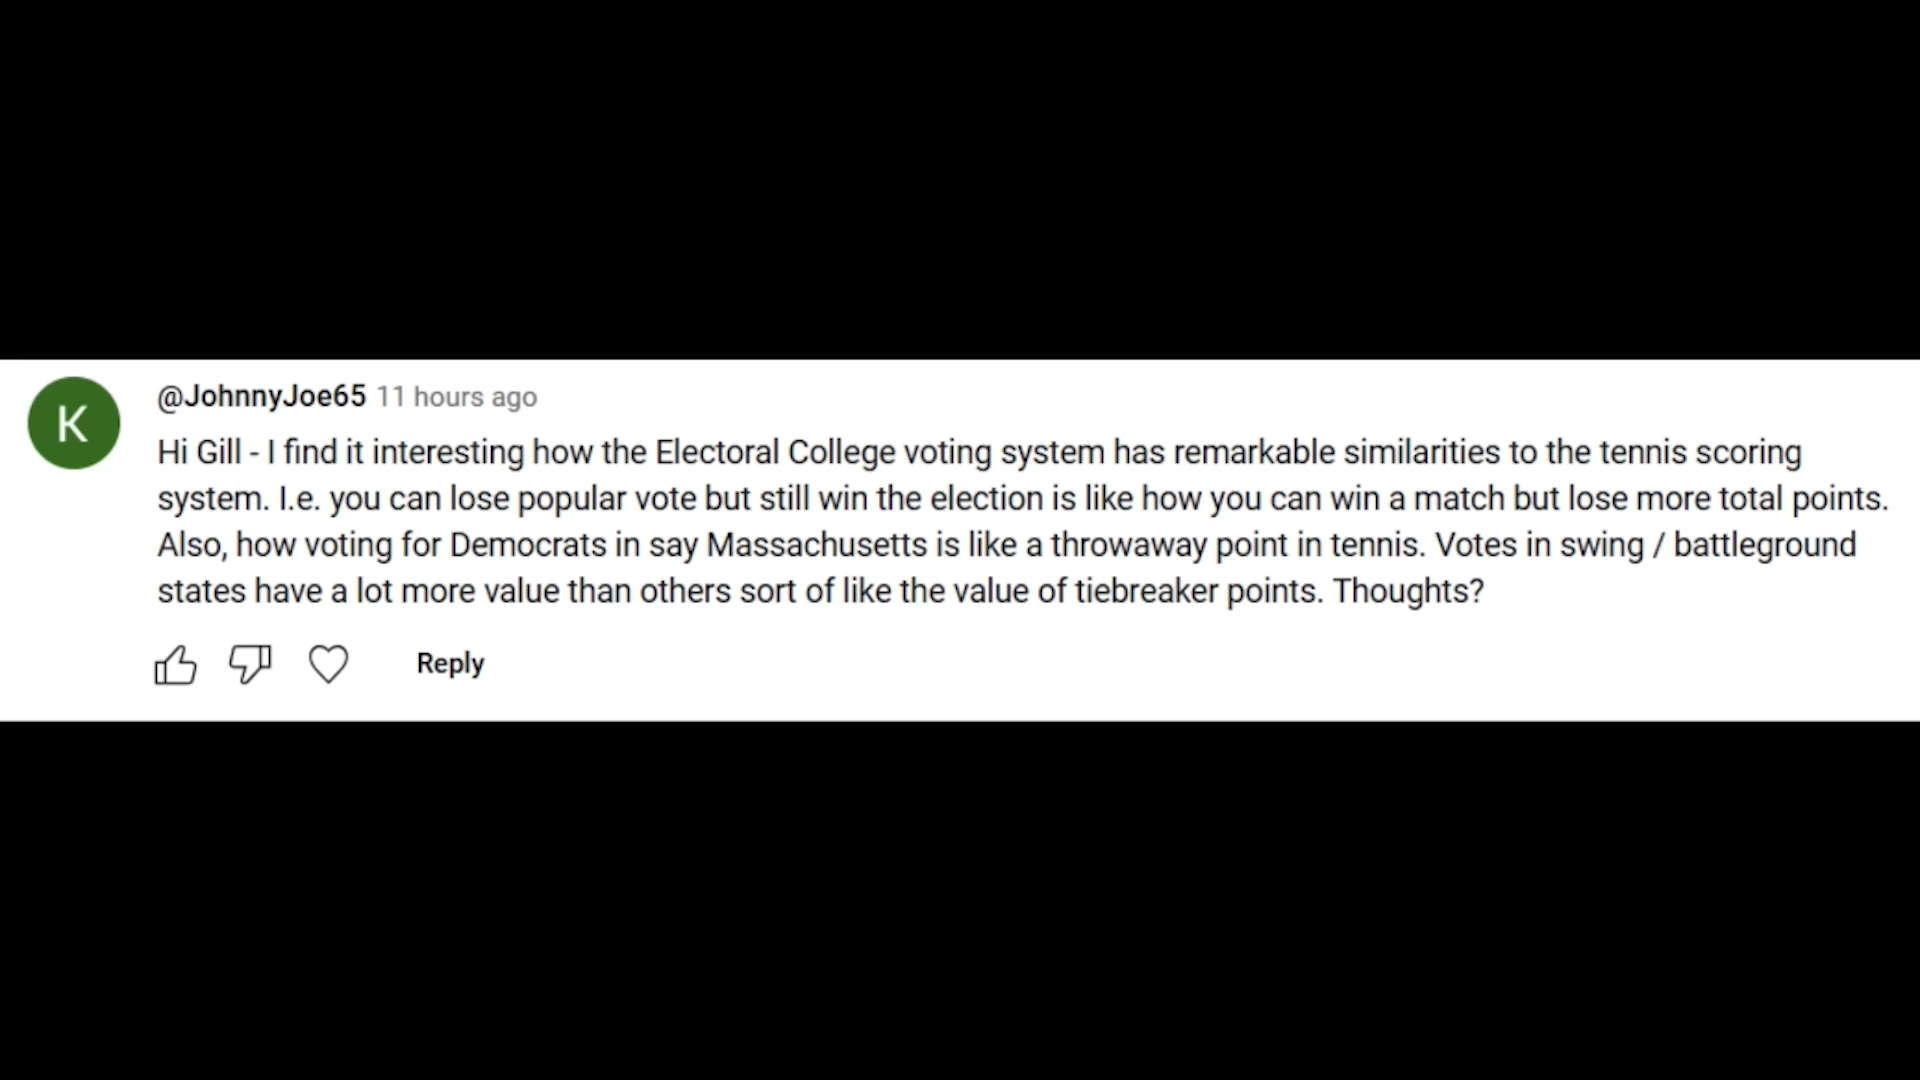 K
@JohnnyJoe65 11 hours ago
Hi Gill - I find it interesting how the Electoral College voting system has remarkable similarities to the tennis scoring
system. I.e. you can lose popular vote but still win the election is like how you can win a match but lose more total points.
Also, how voting for Democrats in say Massachusetts is like a throwaway point in tennis. Votes in swing / battleground
states have a lot more value than others sort of like the value of tiebreaker points. Thoughts?
Reply